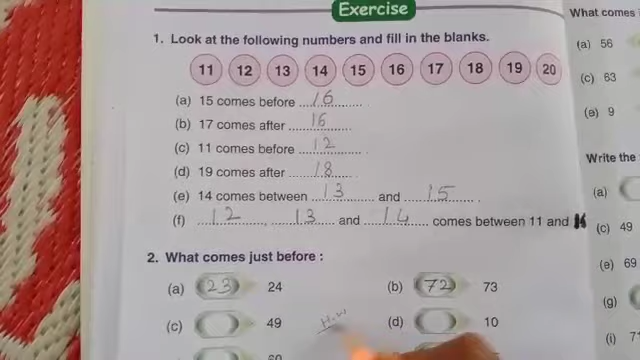 Exercise
What comes
1. Look at the following numbers and fill in the blanks.
(a) 56
11 12 13 14 15 16 17 18 19 20
(c) 63
(a) 15 comes before 16
(e) 9
(b) 17 comes after 16
(c) 11 comes before 12
Write the
(d) 19 comes after 18
(a)
(e) 14 comes between 13 and 15
(f) 12 13 and 14 comes between 11 and
(c) 49
2. What comes just before :
(e) 69
(a) 23 24 (b) 72 73
(g)
(c) 49 H.W (d) 10
(i) 7
60